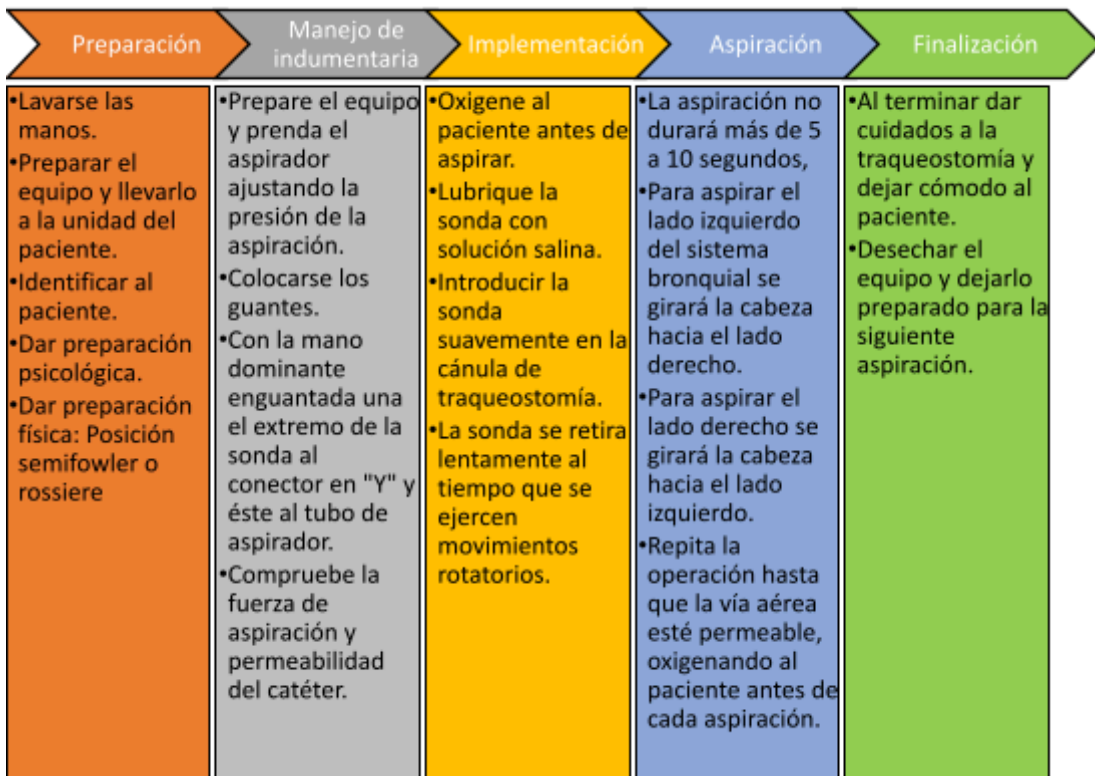 Preparación
•Lavarse las
manos.
•Preparar el
equipo y llevarlo
a la unidad del
paciente.
•Identificar al
paciente.
•Dar preparación
psicológica.
•Dar preparación
física: Posición
semifowler o
rossiere
Manejo de
indumentaria
•Prepare el equipo
y prenda el
aspirador
ajustando la
presión de la
aspiración.
•Colocarse los
guantes.
•Con la mano
dominante
enguantada una
el extremo de la
sonda al
conector en "Y" y
éste al tubo de
aspirador.
•Compruebe la
fuerza de
aspiración y
permeabilidad
del catéter.
Implementación
•Oxigene al
paciente antes de
aspirar.
•Lubrique la
sonda con
solución salina.
•Introducir la
sonda
suavemente en la
cánula de
traqueostomía.
•La sonda se retira
lentamente al
tiempo que se
ejercen
movimientos
rotatorios.
Aspiración
•La aspiración no
durará más de 5
a 10 segundos,
•Para aspirar el
lado izquierdo
del sistema
bronquial se
girará la cabeza
hacia el lado
derecho.
•Para aspirar el
lado derecho se
girará la cabeza
hacia el lado
izquierdo.
•Repita la
operación hasta
que la vía aérea
esté permeable,
oxigenando al
paciente antes de
cada aspiración.
Finalización
•Al terminar dar
cuidados a la
traqueostomía y
dejar cómodo al
paciente.
•Desechar el
equipo y dejarlo
preparado para la
siguiente
aspiración.